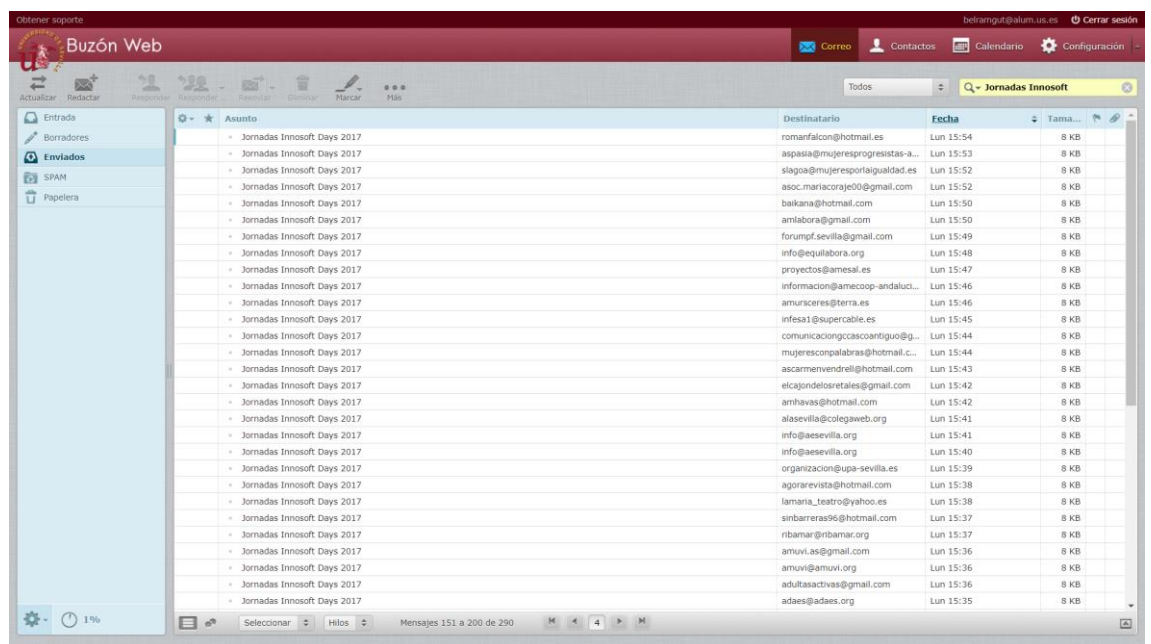 Obtener soporte belramgut@alum.us.es Cerrar sesión
Buzón Web Correo Contactos Calendario Configuración
Actualizar Redactar Responder Responder ... Reenviar Eliminar Marcar Más Todos Jornadas Innosoft
Entrada
Borradores
Enviados
SPAM
Papelera
Asunto Destinatario Fecha Tama...
Jornadas Innosoft Days 2017 romanfalcon@hotmail.es Lun 15:54 8 KB
Jornadas Innosoft Days 2017 aspasia@mujeresprogresistas-a... Lun 15:53 8 KB
Jornadas Innosoft Days 2017 slagoa@mujeresporlaigualdad.es Lun 15:52 8 KB
Jornadas Innosoft Days 2017 asoc.mariacoraje00@gmail.com Lun 15:52 8 KB
Jornadas Innosoft Days 2017 baikana@hotmail.com Lun 15:50 8 KB
Jornadas Innosoft Days 2017 amlabora@gmail.com Lun 15:50 8 KB
Jornadas Innosoft Days 2017 forumpf.sevilla@gmail.com Lun 15:49 8 KB
Jornadas Innosoft Days 2017 info@equilabora.org Lun 15:48 8 KB
Jornadas Innosoft Days 2017 proyectos@amesal.es Lun 15:47 8 KB
Jornadas Innosoft Days 2017 informacion@amecoop-andaluci... Lun 15:46 8 KB
Jornadas Innosoft Days 2017 amursceres@terra.es Lun 15:46 8 KB
Jornadas Innosoft Days 2017 infesa1@supercable.es Lun 15:45 8 KB
Jornadas Innosoft Days 2017 comunicaciongccascoantiguo@g... Lun 15:44 8 KB
Jornadas Innosoft Days 2017 mujeresconpalabras@hotmail.c... Lun 15:44 8 KB
Jornadas Innosoft Days 2017 ascarmenvendrell@hotmail.com Lun 15:43 8 KB
Jornadas Innosoft Days 2017 elcajondelosretales@gmail.com Lun 15:42 8 KB
Jornadas Innosoft Days 2017 amhavas@hotmail.com Lun 15:42 8 KB
Jornadas Innosoft Days 2017 alasevilla@colegaweb.org Lun 15:41 8 KB
Jornadas Innosoft Days 2017 info@aesevilla.org Lun 15:41 8 KB
Jornadas Innosoft Days 2017 info@aesevilla.org Lun 15:40 8 KB
Jornadas Innosoft Days 2017 organizacion@upa-sevilla.es Lun 15:39 8 KB
Jornadas Innosoft Days 2017 agorarevista@hotmail.com Lun 15:38 8 KB
Jornadas Innosoft Days 2017 lamaria_teatro@yahoo.es Lun 15:38 8 KB
Jornadas Innosoft Days 2017 sinbarreras96@hotmail.com Lun 15:37 8 KB
Jornadas Innosoft Days 2017 ribamar@ribamar.org Lun 15:37 8 KB
Jornadas Innosoft Days 2017 amuvi.as@gmail.com Lun 15:36 8 KB
Jornadas Innosoft Days 2017 amuvi@amuvi.org Lun 15:36 8 KB
Jornadas Innosoft Days 2017 adultasactivas@gmail.com Lun 15:36 8 KB
Jornadas Innosoft Days 2017 adaes@adaes.org Lun 15:35 8 KB
1% Seleccionar Hilos Mensajes 151 a 200 de 290 4